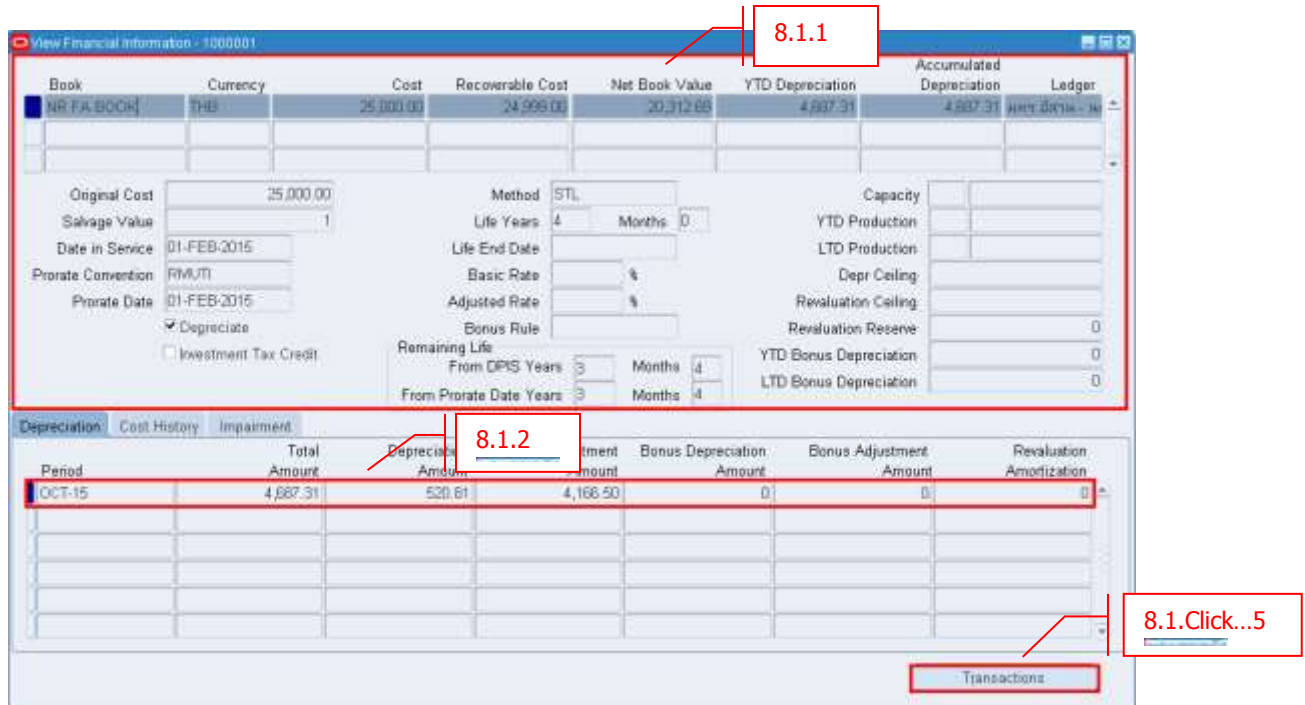 8.1.1
View Financial Information - 1000001
Accumulated
Book Currency Cost Recoverable Cost Net Book Value YTD Depreciation Depreciation Ledger
NR FA BOOK THB 25,000.00 24,999.00 20,312.69 4,687.31 4,687.31
Original Cost 25,000.00 Method STL Capacity
Salvage Value 1 Life Years 4 Months 0 YTD Production
Date in Service 01-FEB-2015 Life End Date LTD Production
Prorate Convention RMUTI Basic Rate % Depr Ceiling
Prorate Date 01-FEB-2015 Adjusted Rate % Revaluation Ceiling
Depreciate Bonus Rule Revaluation Reserve 0
Investment Tax Credit Remaining Life YTD Bonus Depreciation 0
From DPIS Years 3 Months 4 LTD Bonus Depreciation 0
From Prorate Date Years 3 Months 4
Depreciation Cost History Impairment
8.1.2
Total Depreciatio tment Bonus Depreciation Bonus Adjustment Revaluation
Period Amount Amount Amount Amount Amount Amortization
OCT-15 4,687.31 520.81 4,166.50 0 0 0
8.1.Click...5
Transactions